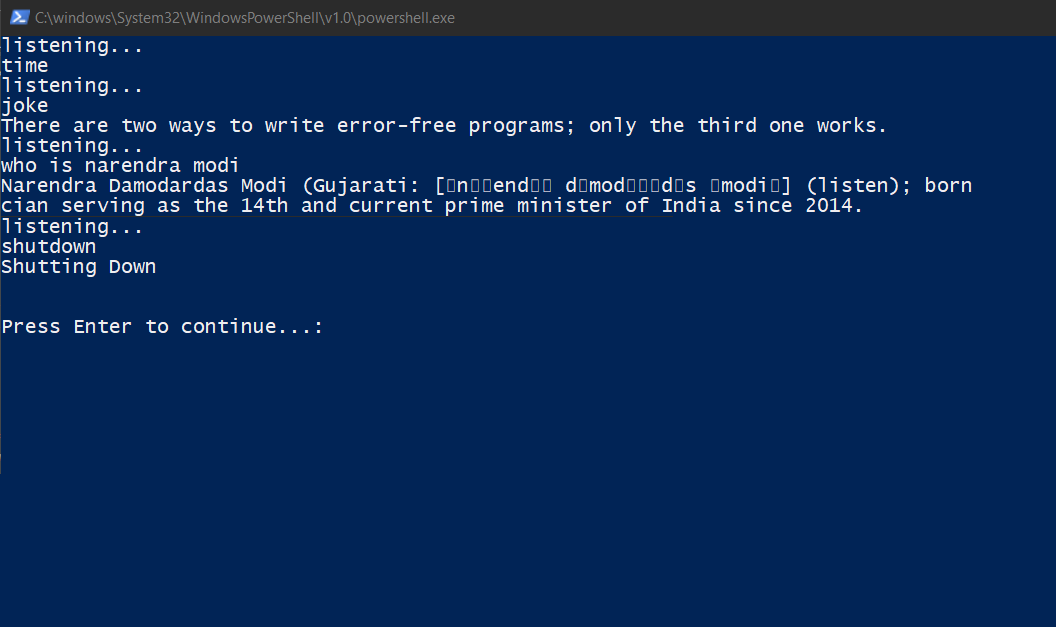 C:\windows\System32\WindowsPowerShell\v1.0\powershell.exe
listening...
time
listening...
joke
There are two ways to write error-free programs; only the third one works.
listening...
who is narendra modi
Narendra Damodardas Modi (Gujarati: [▯n▯▯end▯▯ d▯mod▯▯▯d▯s ▯modi▯] (listen); born
cian serving as the 14th and current prime minister of India since 2014.
listening...
shutdown
Shutting Down
Press Enter to continue...: